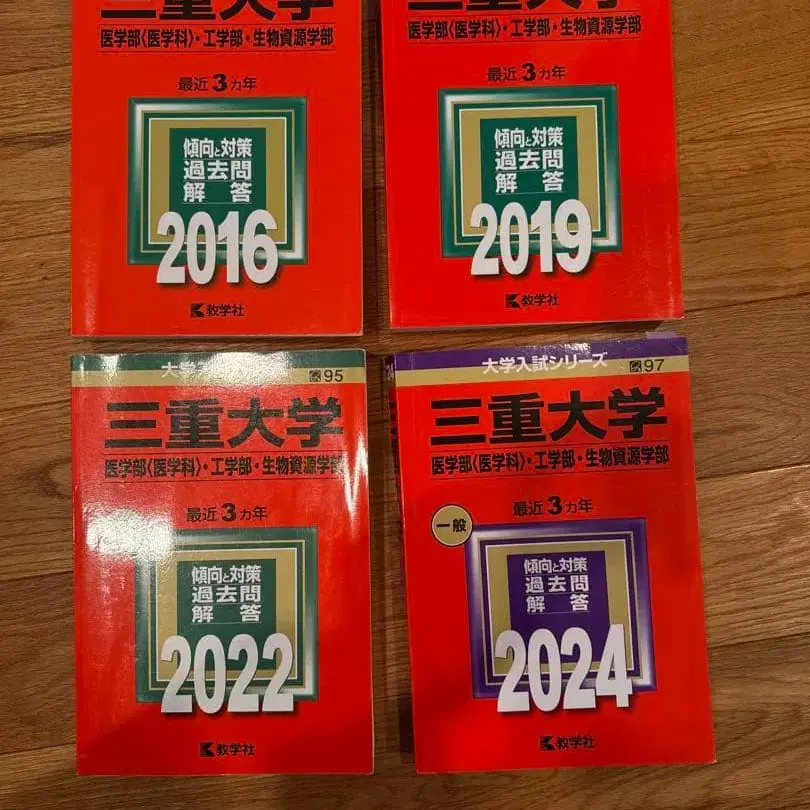 三重大学
医学部〈医学科〉・工学部・生物資源学部
最近3カ年
傾向と対策
過去問
解答
2016
教学社
三重大学
医学部〈医学科〉・工学部・生物資源学部
最近3カ年
傾向と対策
過去問
解答
2019
教学社
95
三重大学
医学部〈医学科〉・工学部・生物資源学部
最近3カ年
傾向と対策
過去問
解答
2022
教学社
大学入試シリーズ 97
三重大学
医学部〈医学科〉・工学部・生物資源学部
最近3カ年
一般
傾向と対策
過去問
解答
2024
教学社